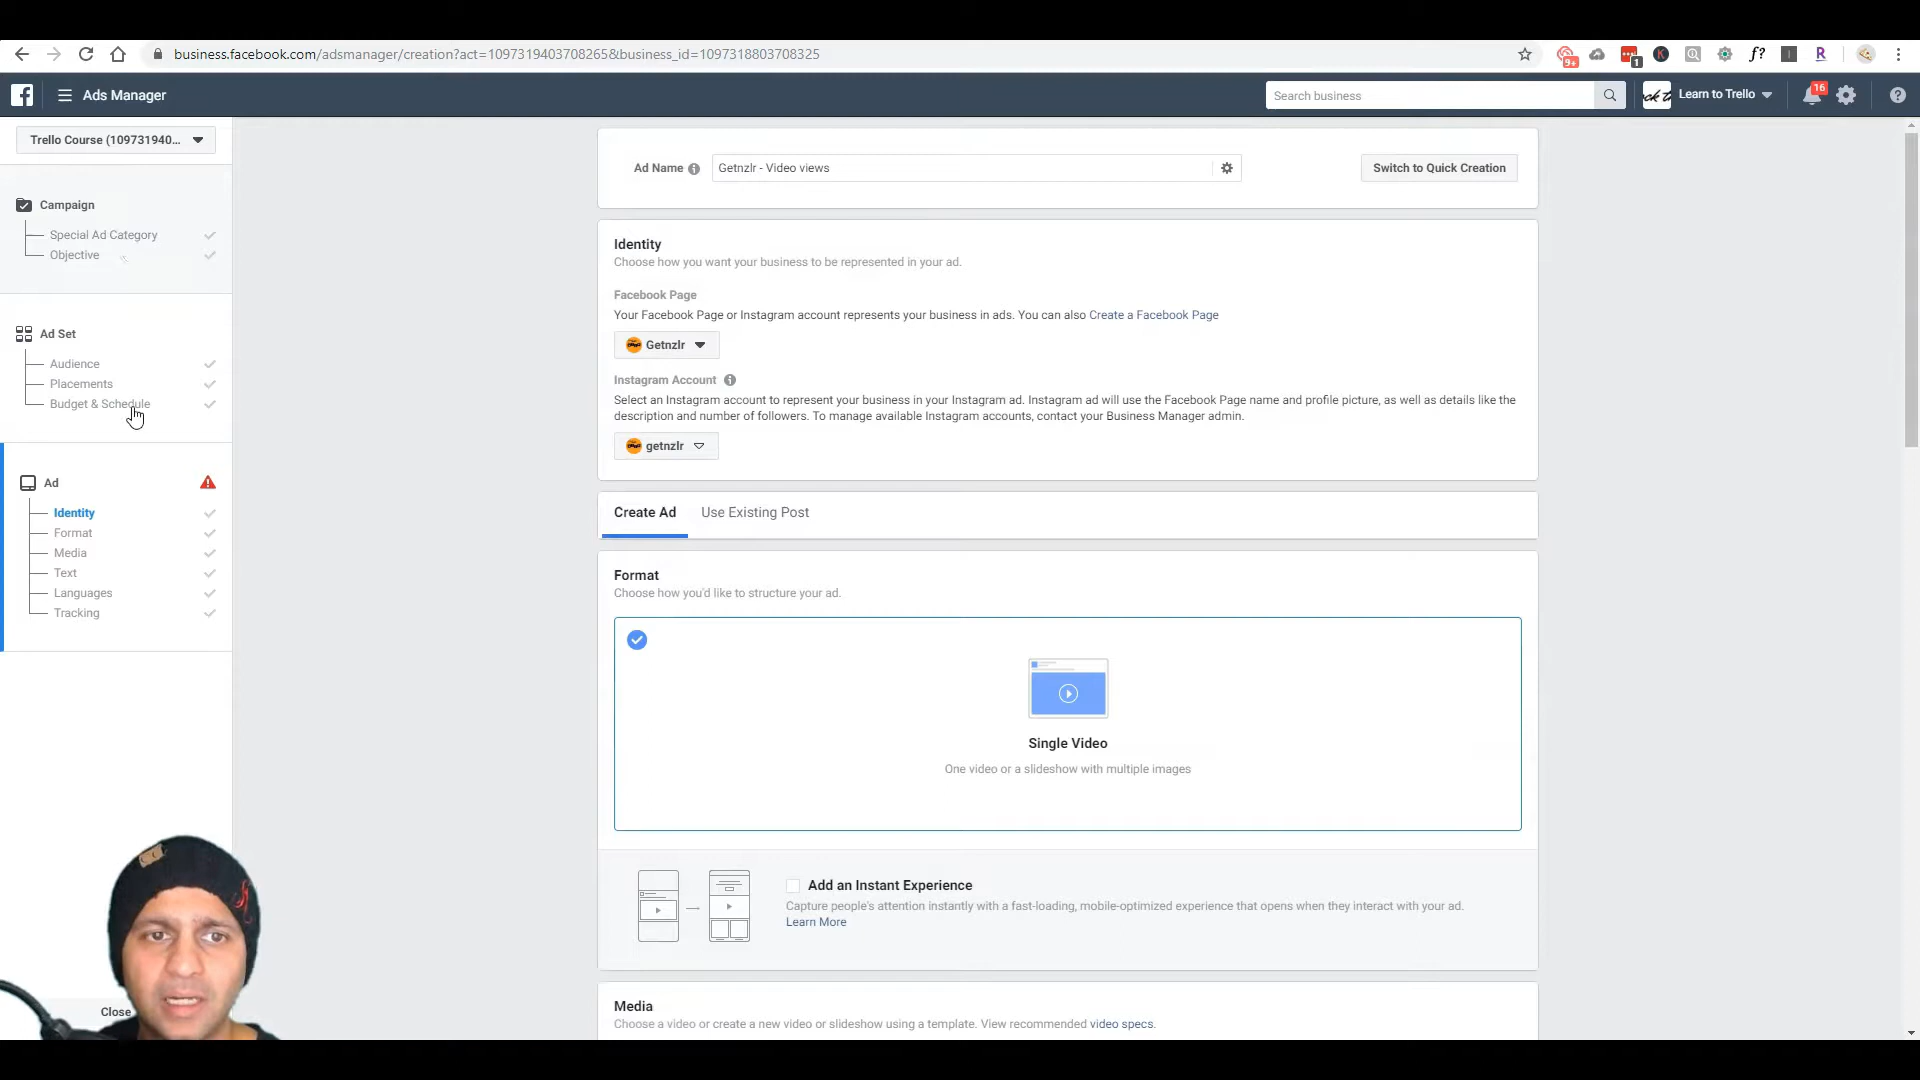 business.facebook.com/adsmanager/creation?act=1097319403708265&business_id=1097318803708325
9+
1
K
f?
R
Ads Manager
Search business
Learn to Trello
16
Trello Course (109731940...
Campaign
Special Ad Category
Objective
Ad Set
Audience
Placements
Budget & Schedule
Ad
Identity
Format
Media
Text
Languages
Tracking
Close
Ad Name
Getnzlr - Video views
Switch to Quick Creation
Identity
Choose how you want your business to be represented in your ad.
Facebook Page
Your Facebook Page or Instagram account represents your business in ads. You can also Create a Facebook Page
Getnzlr
Instagram Account
Select an Instagram account to represent your business in your Instagram ad. Instagram ad will use the Facebook Page name and profile picture, as well as details like the
description and number of followers. To manage available Instagram accounts, contact your Business Manager admin.
getnzlr
Create Ad
Use Existing Post
Format
Choose how you'd like to structure your ad.
Single Video
One video or a slideshow with multiple images
Add an Instant Experience
Capture people's attention instantly with a fast-loading, mobile-optimized experience that opens when they interact with your ad.
Learn More
Media
Choose a video or create a new video or slideshow using a template. View recommended video specs.